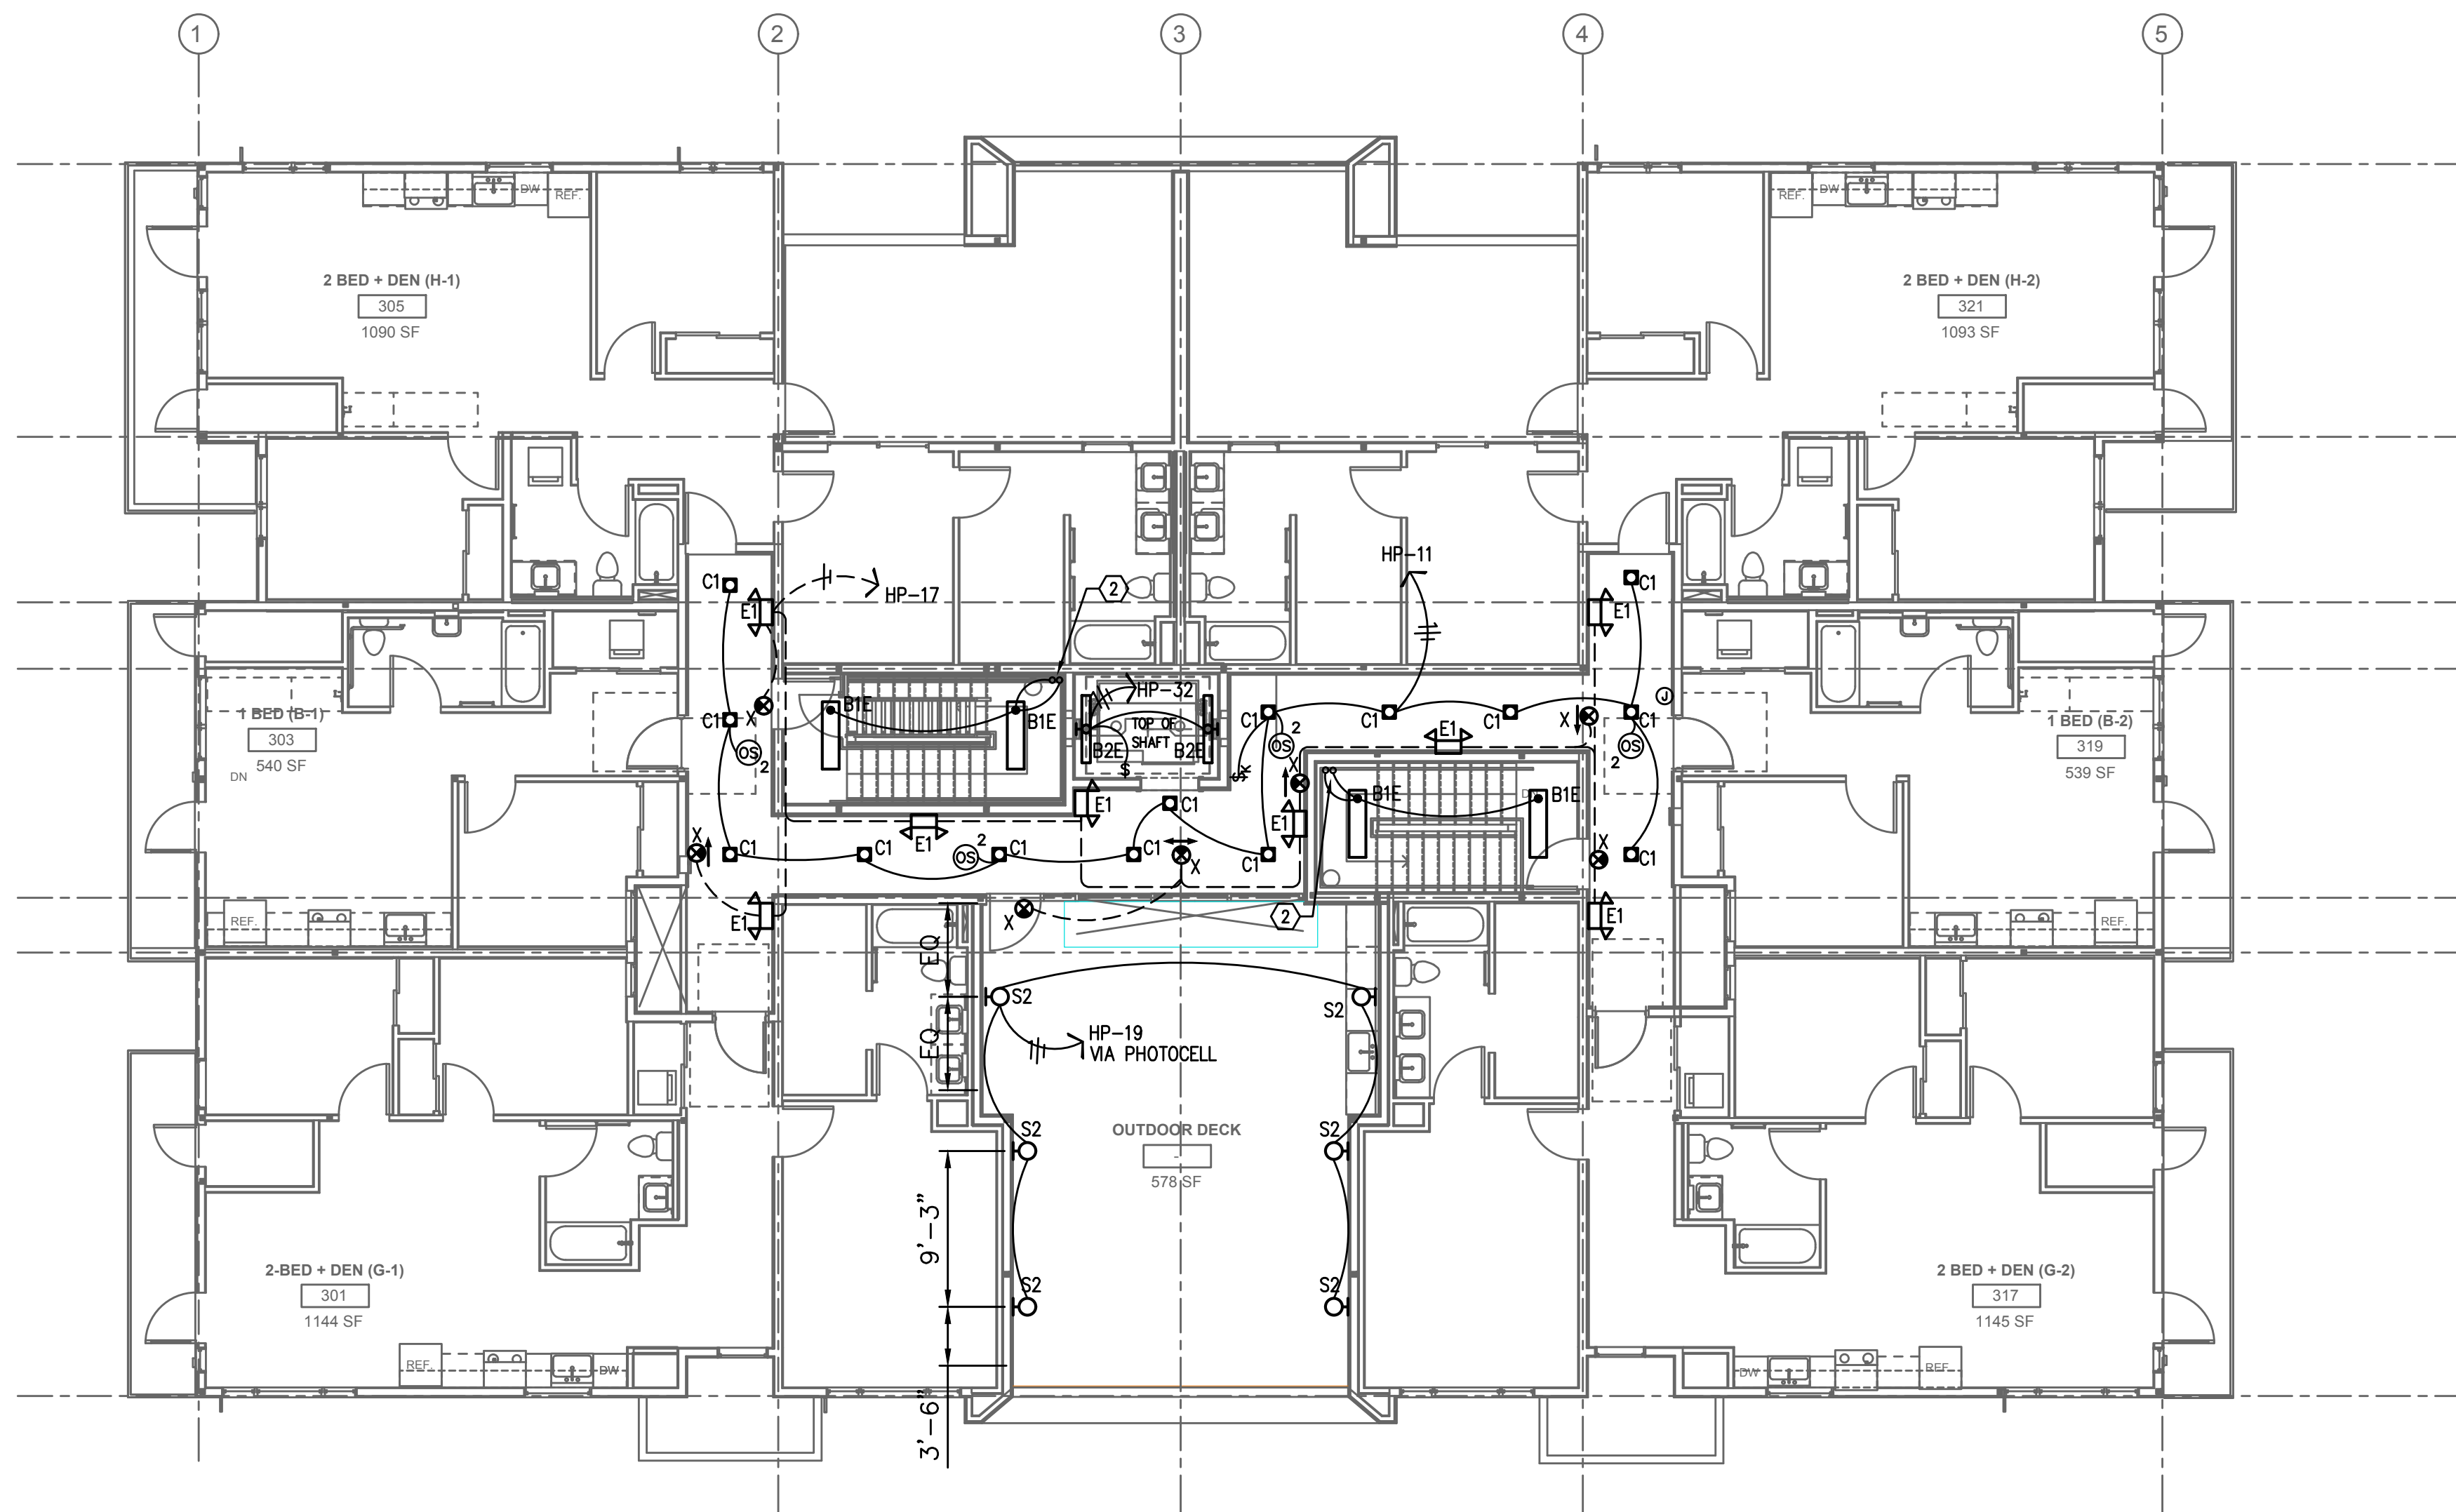 1
2
3
4
5
DW
REF.
REF.
DW
2 BED + DEN (H-1)
305
1090 SF
2 BED + DEN (H-2)
321
1093 SF
HP-11
C1
E1
HP-17
2
E1
C1
1 BED (B-1)
303
540 SF
DN
C1
X
OS
2
B1E
B1E
HP-32
TOP OF
SHAFT
B2E
B2E
$
C1
OS
2
$K
C1
E1
C1
X
C1
J
OS
2
1 BED (B-2)
319
539 SF
X
C1
E1
C1
OS
2
C1
C1
E1
C1
X
X
E1
C1
B1E
B1E
DN
X
C1
REF.
E1
X
2
E1
REF.
EQ
EQ
S2
S2
HP-19
VIA PHOTOCELL
S2
S2
OUTDOOR DECK
-
578 SF
9'-3"
S2
S2
2-BED + DEN (G-1)
301
1144 SF
2 BED + DEN (G-2)
317
1145 SF
REF.
DW
DW
REF.
3'-6"